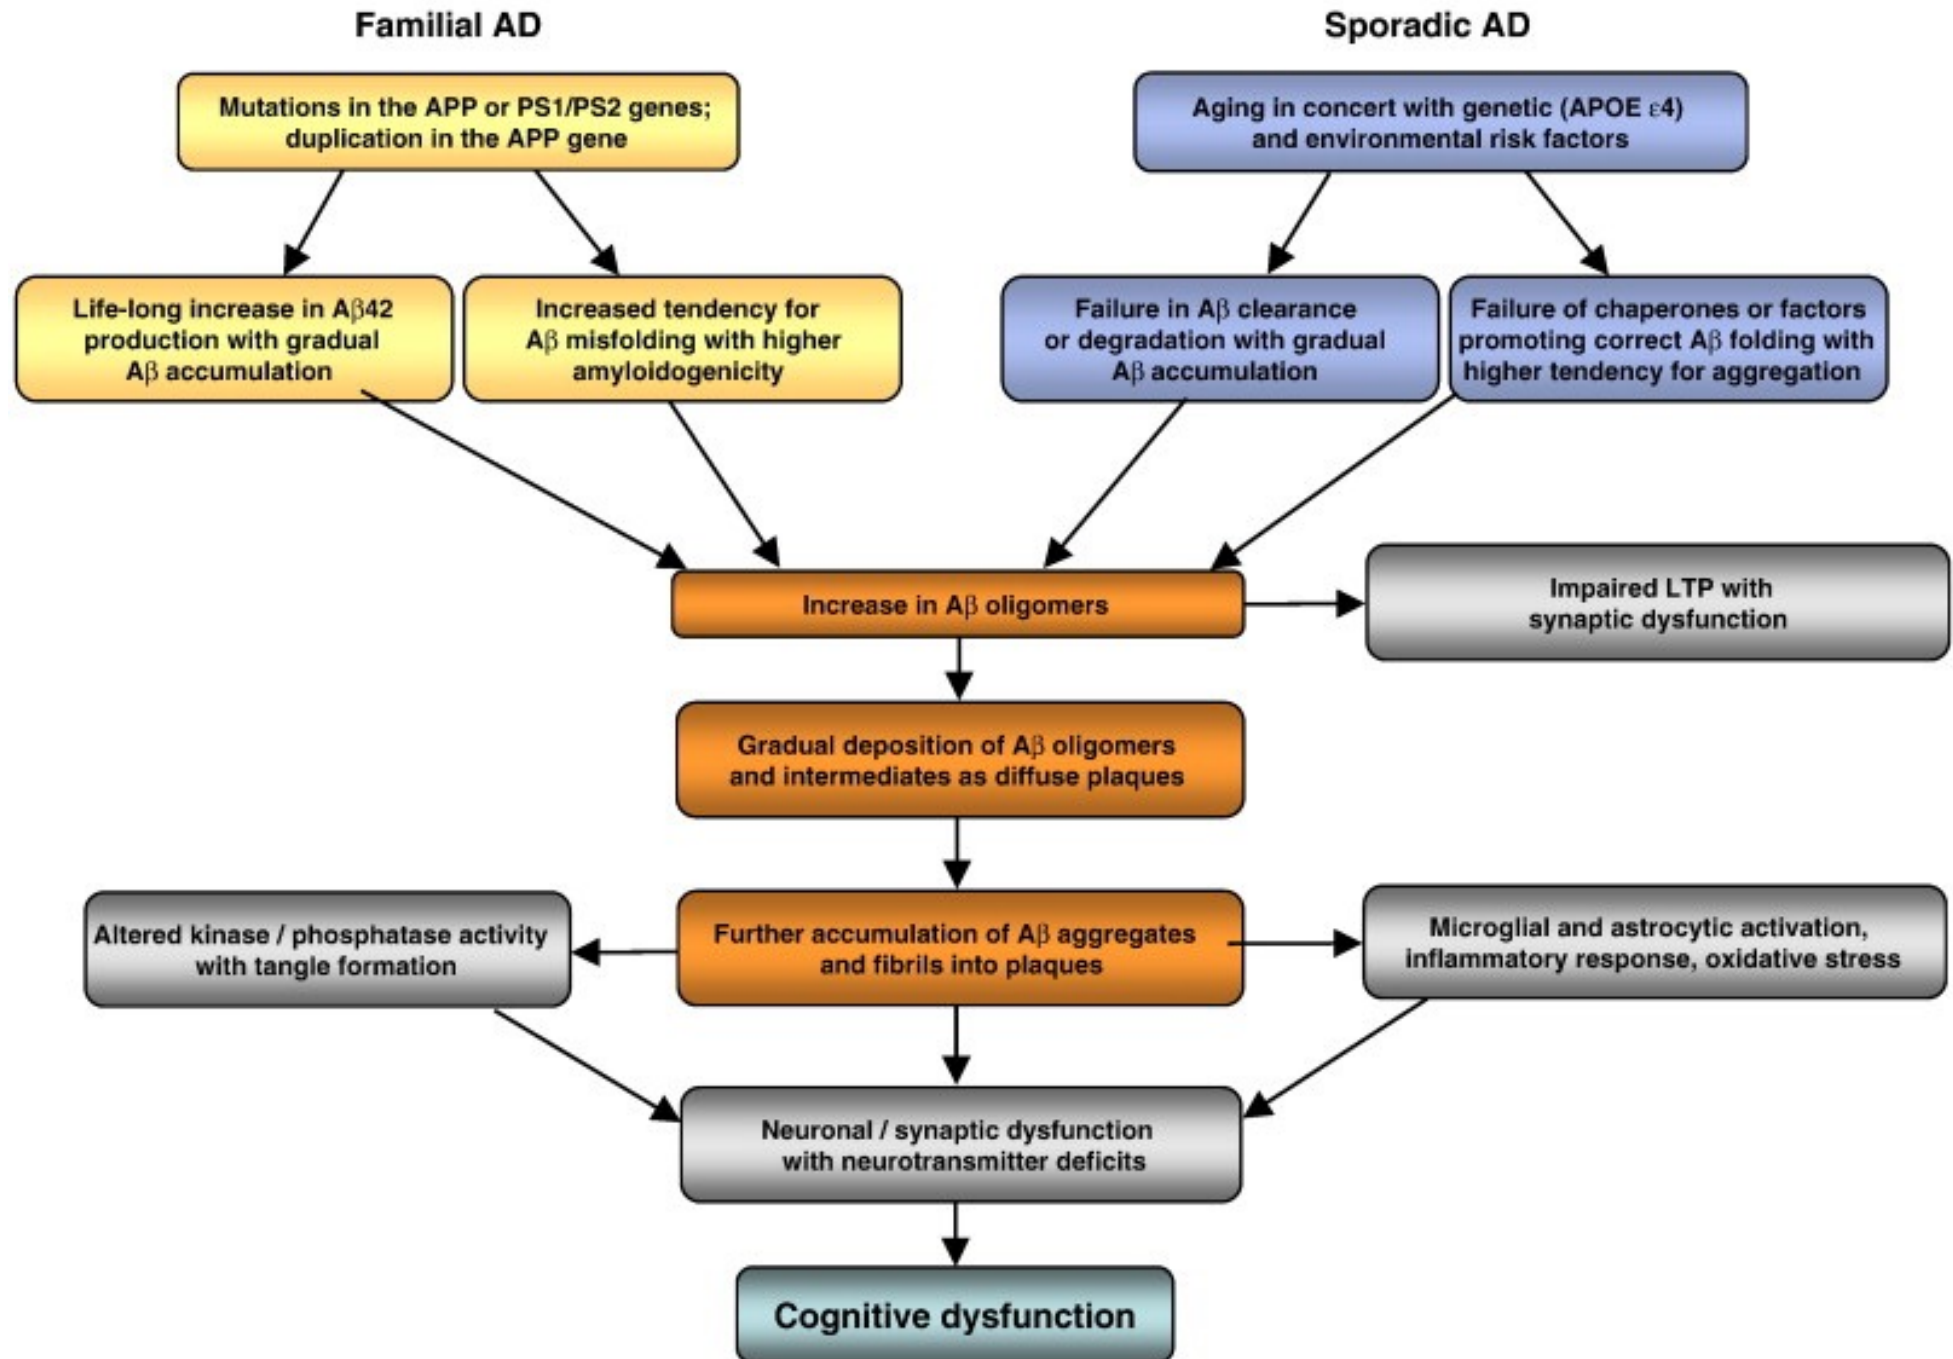 Familial AD
Sporadic AD
Mutations in the APP or PS1/PS2 genes;
duplication in the APP gene
Aging in concert with genetic (APOE ε4)
and environmental risk factors
Life-long increase in Aβ42
production with gradual
Aβ accumulation
Increased tendency for
Aβ misfolding with higher
amyloidogenicity
Failure in Aβ clearance
or degradation with gradual
Aβ accumulation
Failure of chaperones or factors
promoting correct Aβ folding with
higher tendency for aggregation
Increase in Aβ oligomers
Impaired LTP with
synaptic dysfunction
Gradual deposition of Aβ oligomers
and intermediates as diffuse plaques
Altered kinase / phosphatase activity
with tangle formation
Further accumulation of Aβ aggregates
and fibrils into plaques
Microglial and astrocytic activation,
inflammatory response, oxidative stress
Neuronal / synaptic dysfunction
with neurotransmitter deficits
Cognitive dysfunction